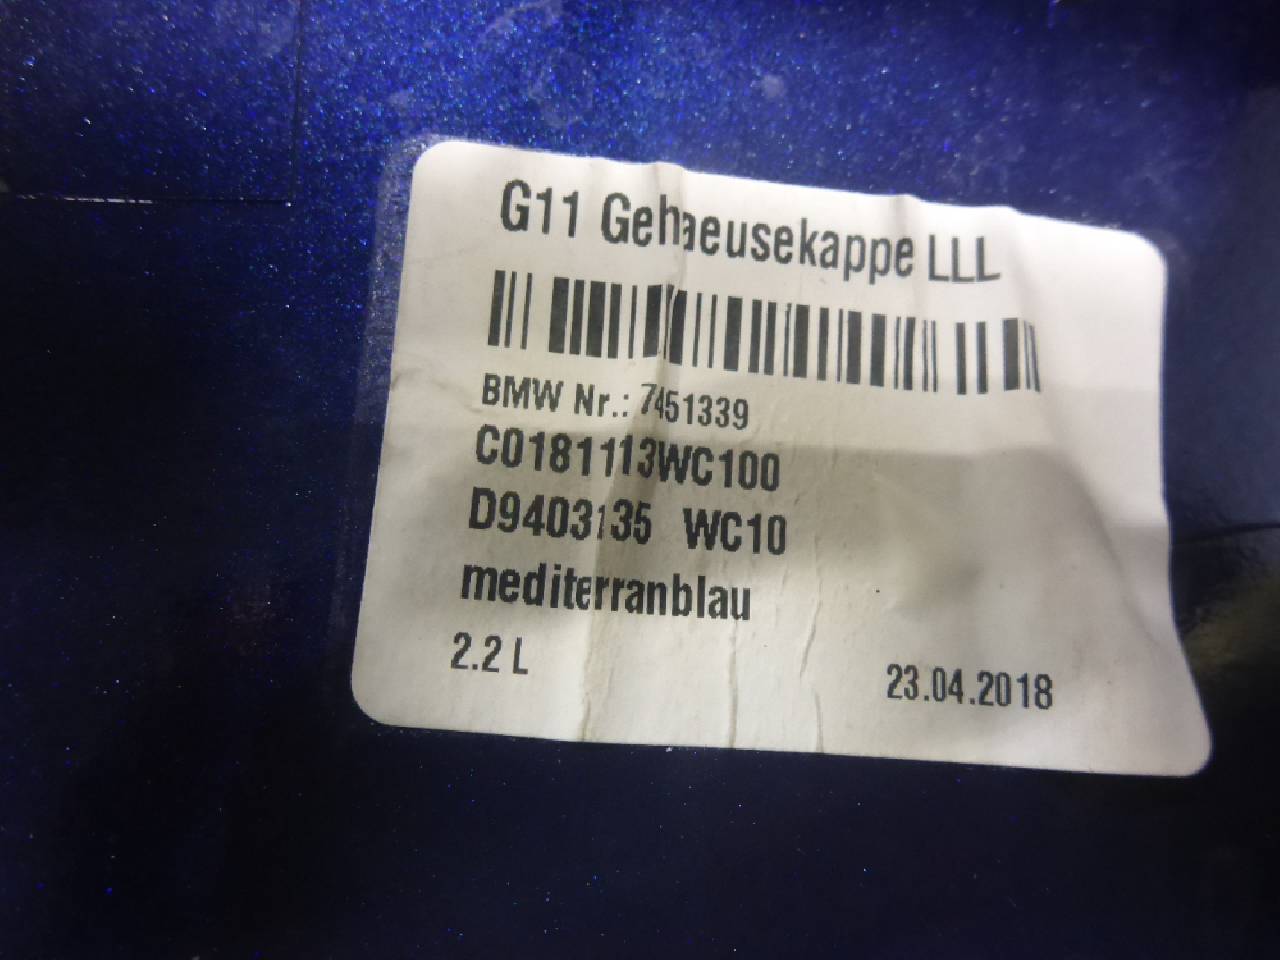 G11 Gehaeusekappe LLL
BMW Nr.: 7451339
C0181113WC100
D9403135 WC10
mediterranblau
2.2 L
23.04.2018